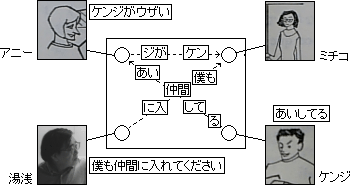 ケンジがウザい
アニー
ミチコ
ジが
ケン
あい
僕も
仲間
に入
して
る
あいしてる
湯浅
僕も仲間に入れてください
ケンジ